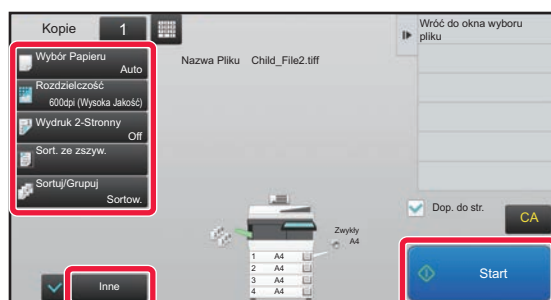 Kopie
1
Wybór Papieru
Auto
Rozdzielczość
600dpi (Wysoka Jakość)
Wydruk 2-Stronny
Off
Sort. ze zszyw.
Sortuj/Grupuj
Sortow.
Inne
Nazwa Pliku Child_File2.tiff
Zwykły
A4
1 A4
2 A4
3 A4
4 A4
Wróć do okna wyboru
pliku
Dop. do str.
CA
Start